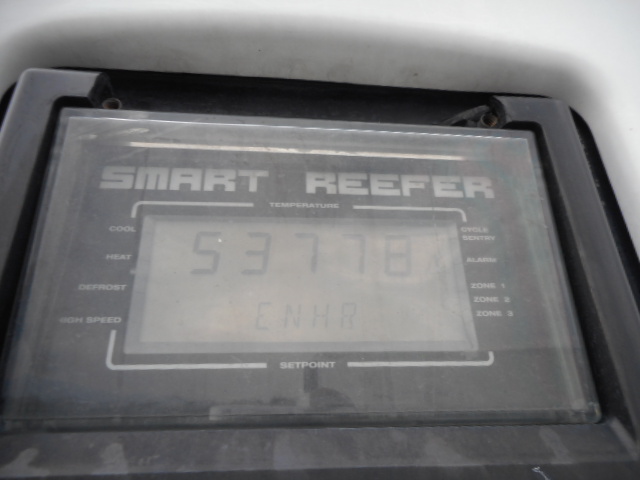 SMART REEFER
TEMPERATURE
COOL
HEAT
DEFROST
HIGH SPEED
53778
ENHR
CYCLE
SENTRY
ALARM
ZONE 1
ZONE 2
ZONE 3
SETPOINT